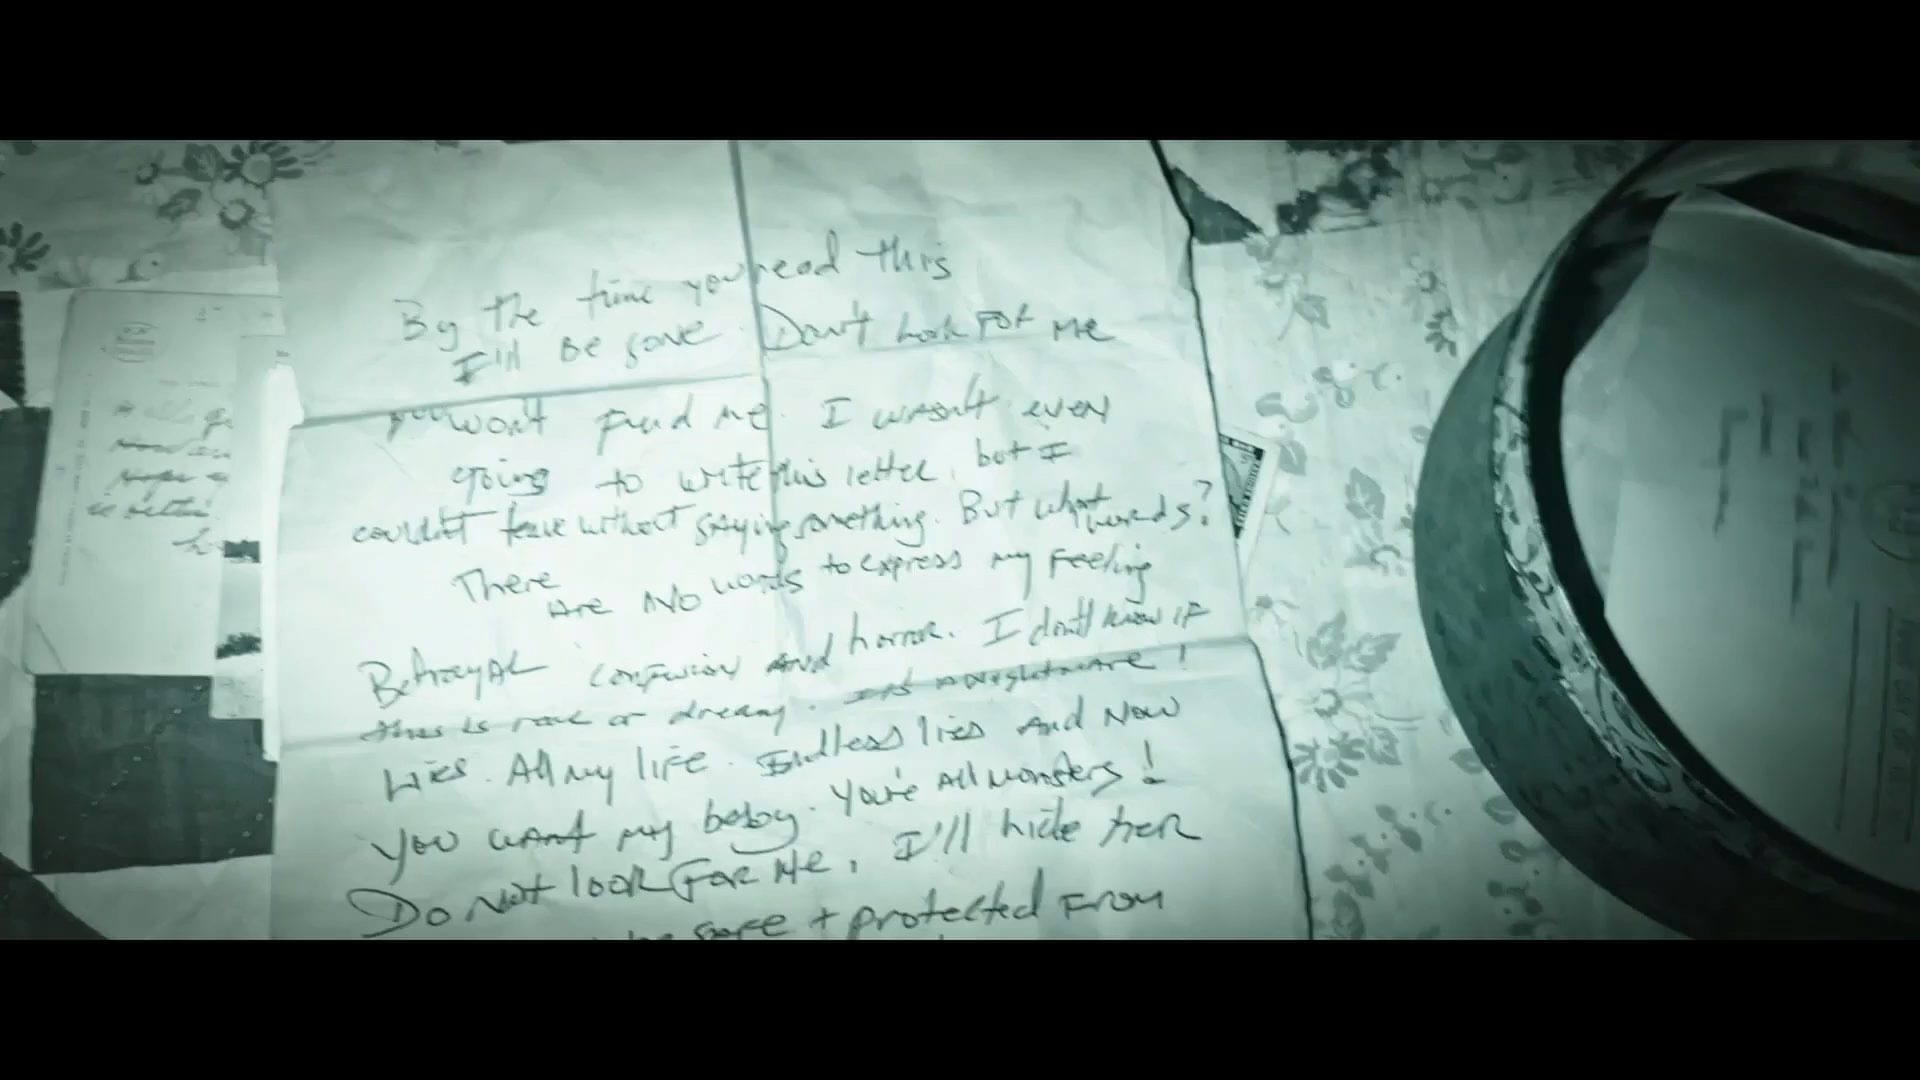 By the time you read this
I'll Be gone. Don't look For me
you won't find me. I wasn't even
going to write this letter, but I
couldn't leave without saying something. But what words?
There are No words to express my feeling
Betrayal confusion and horror. I don't know if
this is real or dream. it's a nightmare!
Lies. All my life. Endless lies and Now
you want my baby. You're all monsters!
Do Not look For Me, I'll hide her
be safe + protected From